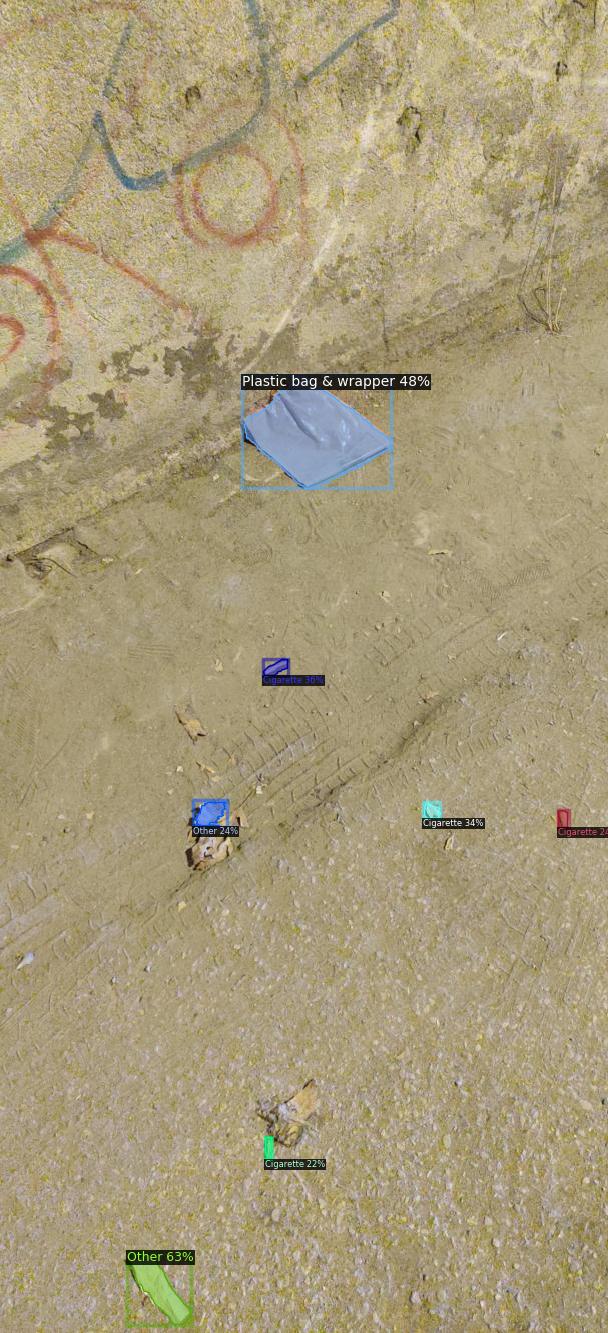 Plastic bag & wrapper 48%
Cigarette 36%
Other 24%
Cigarette 34%
Cigarette 24
Cigarette 22%
Other 63%